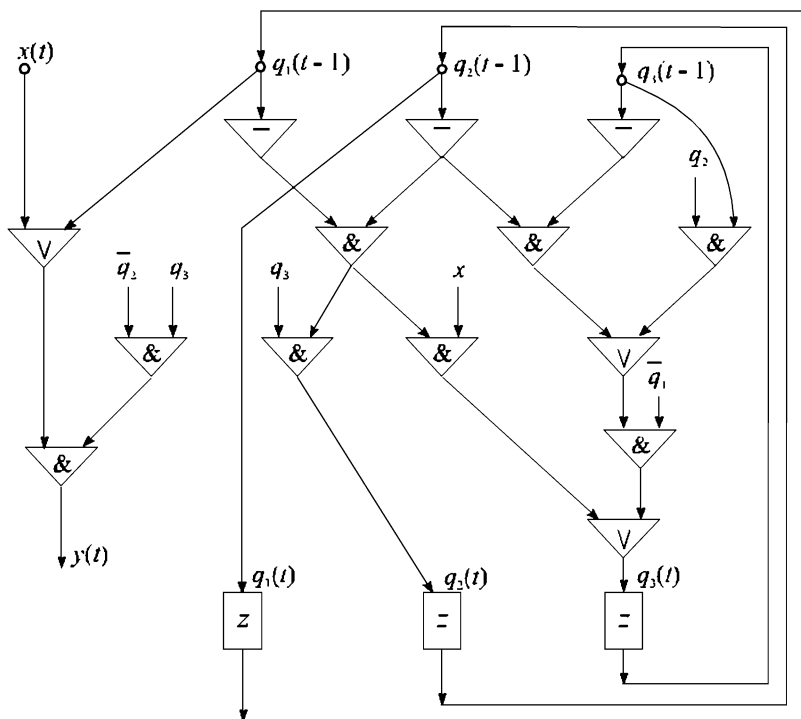 x(t)
q₁(t - 1)
q₂(t - 1)
q₃(t - 1)
–
–
–
q₂
∨
&
&
&
q̅₂
q₃
q₃
x
&
&
&
∨
q̅₁
&
&
∨
y(t)
q₁(t)
q₂(t)
q₃(t)
z
z
z